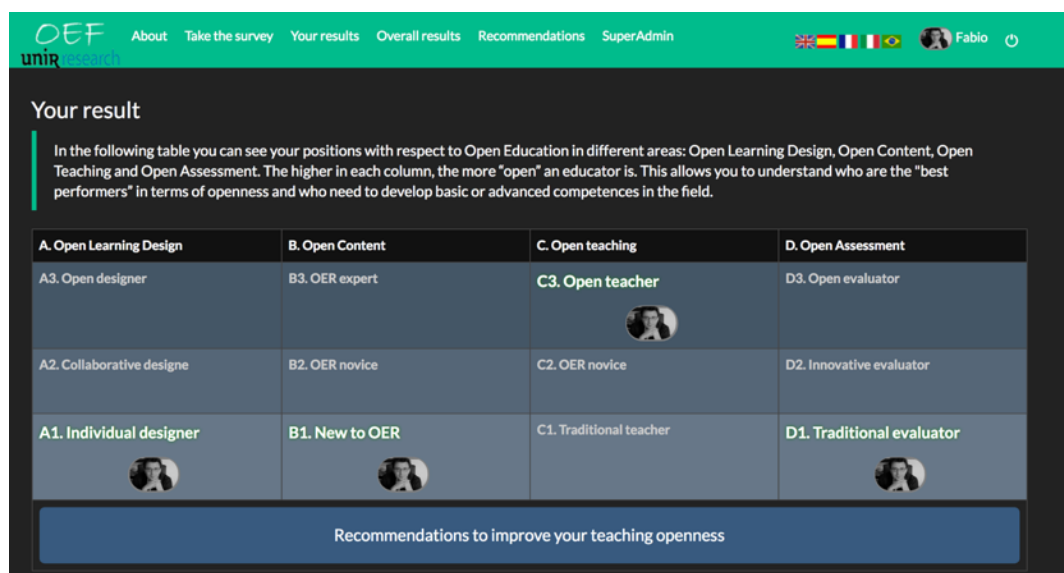 OEF
unir research
About Take the survey Your results Overall results Recommendations SuperAdmin
Fabio
Your result
In the following table you can see your positions with respect to Open Education in different areas: Open Learning Design, Open Content, Open
Teaching and Open Assessment. The higher in each column, the more “open” an educator is. This allows you to understand who are the "best
performers” in terms of openness and who need to develop basic or advanced competences in the field.
A. Open Learning Design B. Open Content C. Open teaching D. Open Assessment
A3. Open designer B3. OER expert C3. Open teacher D3. Open evaluator
A2. Collaborative designe B2. OER novice C2. OER novice D2. Innovative evaluator
A1. Individual designer B1. New to OER C1. Traditional teacher D1. Traditional evaluator
Recommendations to improve your teaching openness